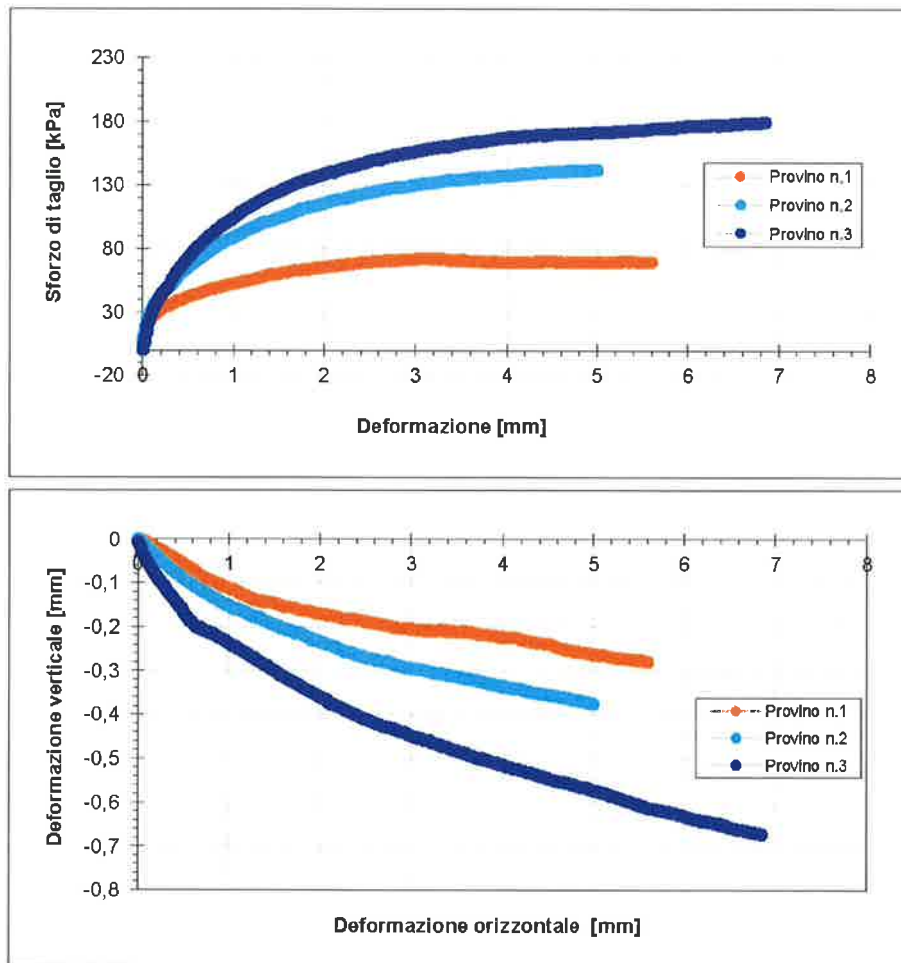 230
180
130
80
30
-20
Sforzo di taglio [kPa]
0 1 2 3 4 5 6 7 8
Deformazione [mm]
Provino n.1
Provino n.2
Provino n.3
0
-0,1
-0,2
-0,3
-0,4
-0,5
-0,6
-0,7
-0,8
Deformazione verticale [mm]
0 1 2 3 4 5 6 7 8
Deformazione orizzontale [mm]
Provino n.1
Provino n.2
Provino n.3